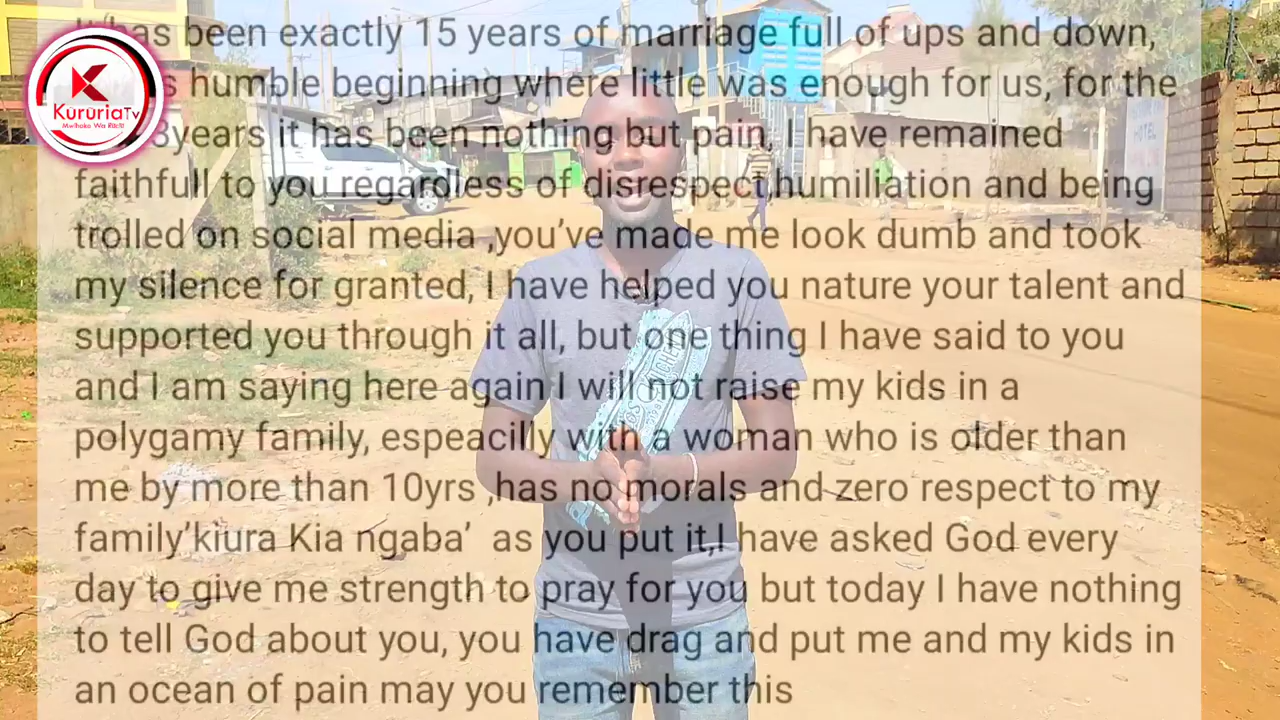 has been exactly 15 years of marriage full of ups and down,
humble beginning where little was enough for us, for the
3years it has been nothing but pain, I have remained
faithfull to you regardless of disrespect,humiliation and being
trolled on social media ,you’ve made me look dumb and took
my silence for granted, I have helped you nature your talent and
supported you through it all, but one thing I have said to you
and I am saying here again I will not raise my kids in a
polygamy family, espeacilly with a woman who is older than
me by more than 10yrs ,has no morals and zero respect to my
family’kiura Kia ngaba’ as you put it,I have asked God every
day to give me strength to pray for you but today I have nothing
to tell God about you, you have drag and put me and my kids in
an ocean of pain may you remember this
K
KururiaTv
HOTEL